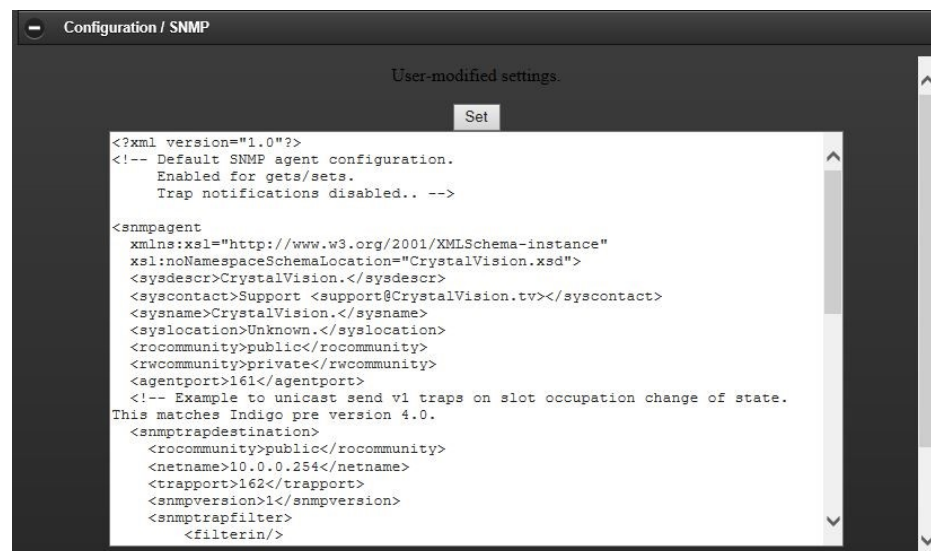 Configuration / SNMP
User-modified settings.
Set
<?xml version="1.0"?>
<!-- Default SNMP agent configuration.
Enabled for gets/sets.
Trap notifications disabled.. -->
<snmpagent
xmlns:xsl="http://www.w3.org/2001/XMLSchema-instance"
xsl:noNamespaceSchemaLocation="CrystalVision.xsd">
<sysdescr>CrystalVision.</sysdescr>
<syscontact>Support <support@CrystalVision.tv></syscontact>
<sysname>CrystalVision.</sysname>
<syslocation>Unknown.</syslocation>
<rocommunity>public</rocommunity>
<rwcommunity>private</rwcommunity>
<agentport>161</agentport>
<!-- Example to unicast send v1 traps on slot occupation change of state.
This matches Indigo pre version 4.0.
<snmptrapdestination>
<rocommunity>public</rocommunity>
<netname>10.0.0.254</netname>
<trapport>162</trapport>
<snmpversion>1</snmpversion>
<snmptrapfilter>
<filterin/>